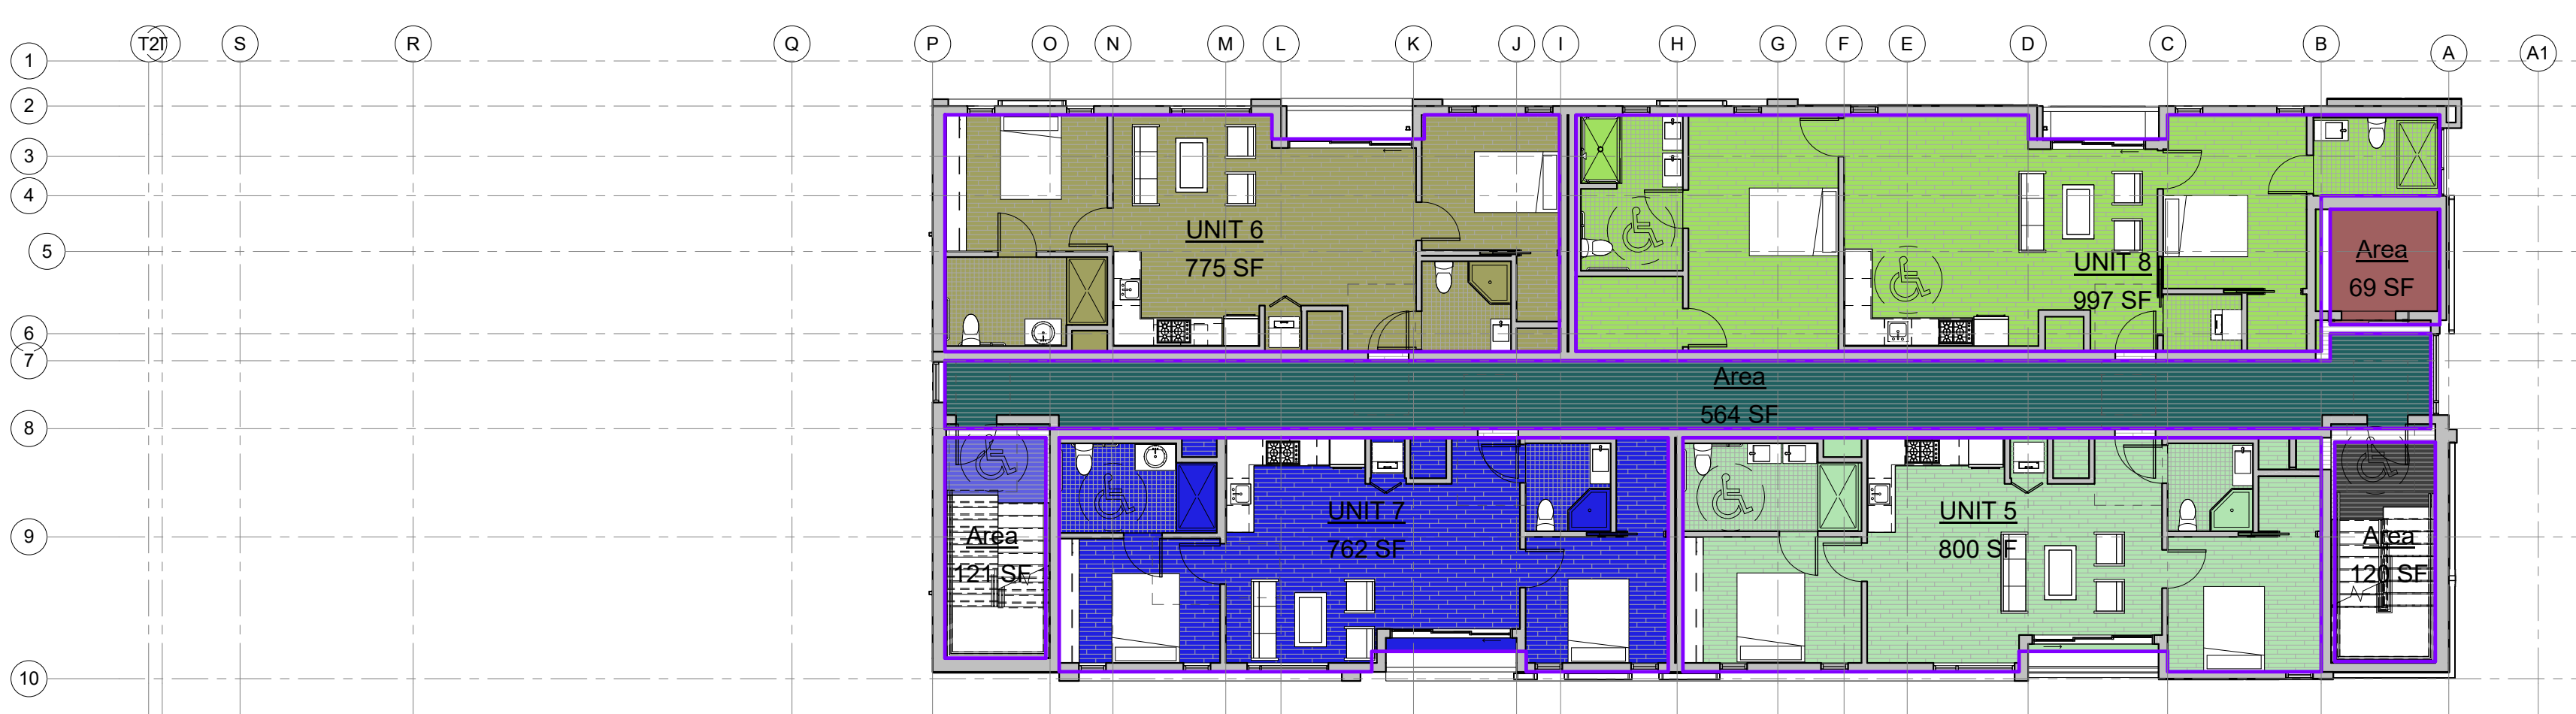 T2 T S R Q P O N M L K J I H G F E D C B A A1
1
2
3
4
5
6
7
8
9
10
UNIT 6
775 SF
UNIT 8
997 SF
Area
69 SF
Area
564 SF
Area
121 SF
UNIT 7
762 SF
UNIT 5
800 SF
Area
120 SF